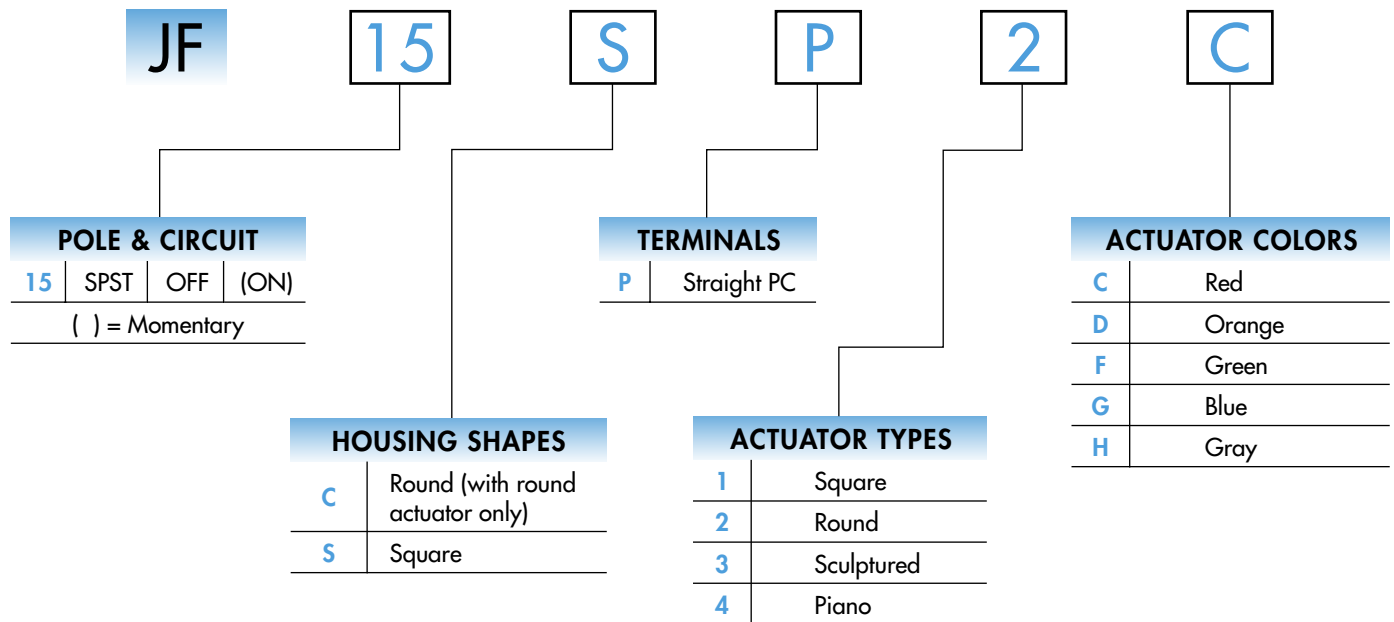 JF 15 S P 2 C
POLE & CIRCUIT
15 SPST OFF (ON)
( ) = Momentary
HOUSING SHAPES
C Round (with round
actuator only)
S Square
TERMINALS
P Straight PC
ACTUATOR TYPES
1 Square
2 Round
3 Sculptured
4 Piano
ACTUATOR COLORS
C Red
D Orange
F Green
G Blue
H Gray